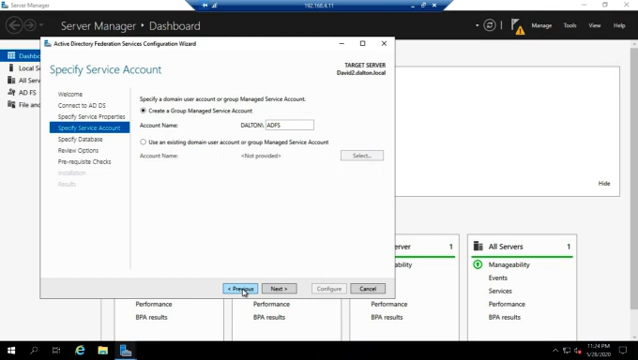 Server Manager
192.168.4.11
Server Manager • Dashboard
Manage
Tools
View
Help
Active Directory Federation Services Configuration Wizard
Specify Service Account
TARGET SERVER
David2.dalton.local
Dashb
Local S
All Serv
AD FS
File an
Welcome
Connect to AD DS
Specify Service Properties
Specify Service Account
Specify Database
Review Options
Pre-requisite Checks
Installation
Results
Specify a domain user account or group Managed Service Account.
Create a Group Managed Service Account
Account Name:
DALTON\
ADFS
Use an existing domain user account or group Managed Service Account
Account Name:
<Not provided>
Select...
Hide
< Previous
Next >
Configure
Cancel
erver
1
All Servers
1
Manageability
Events
Services
Performance
BPA results
ability
Performance
BPA results
Performance
BPA results
Performance
BPA results
11:24 PM
5/28/2020